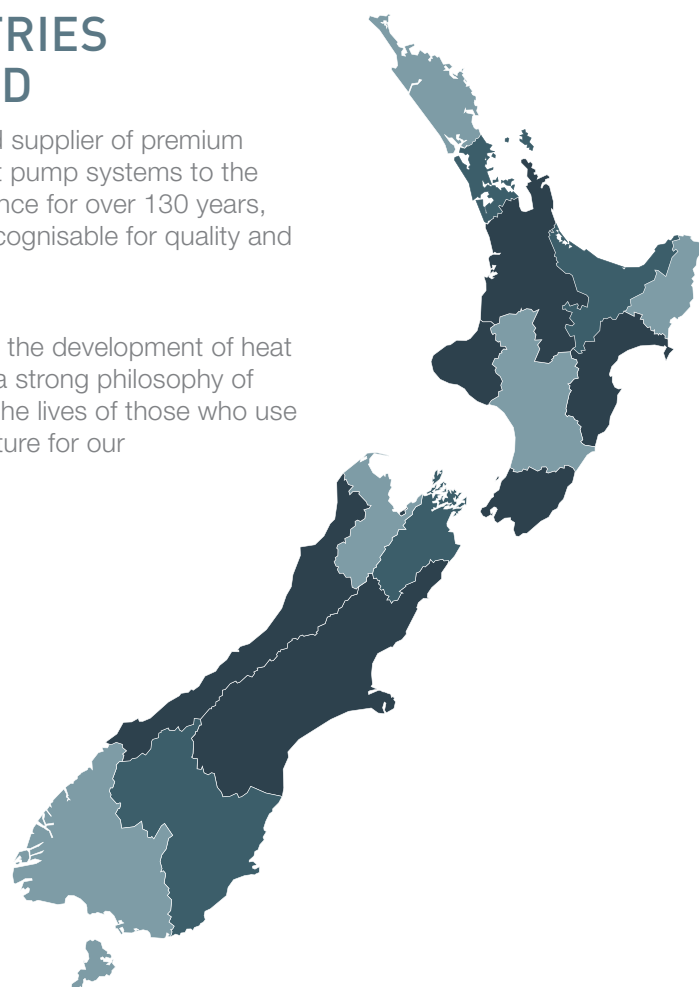 TRIES
D
d supplier of premium
t pump systems to the
nce for over 130 years,
cognisable for quality and
the development of heat
a strong philosophy of
he lives of those who use
ture for our